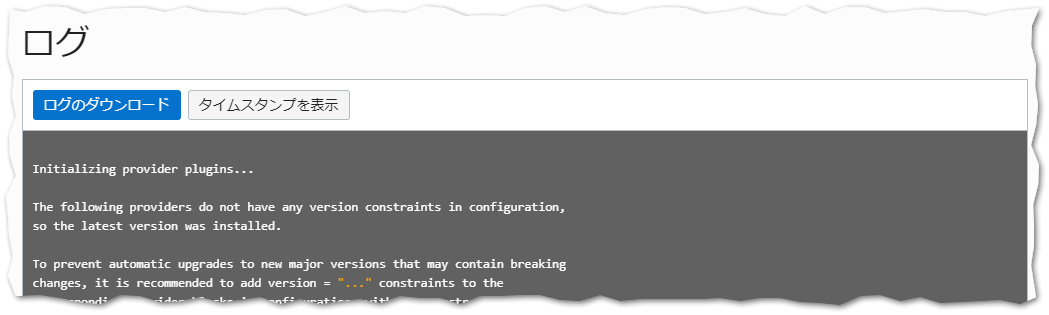 ログ
ログのダウンロード タイムスタンプを表示
Initializing provider plugins...
The following providers do not have any version constraints in configuration,
so the latest version was installed.
To prevent automatic upgrades to new major versions that may contain breaking
changes, it is recommended to add version = "..." constraints to the